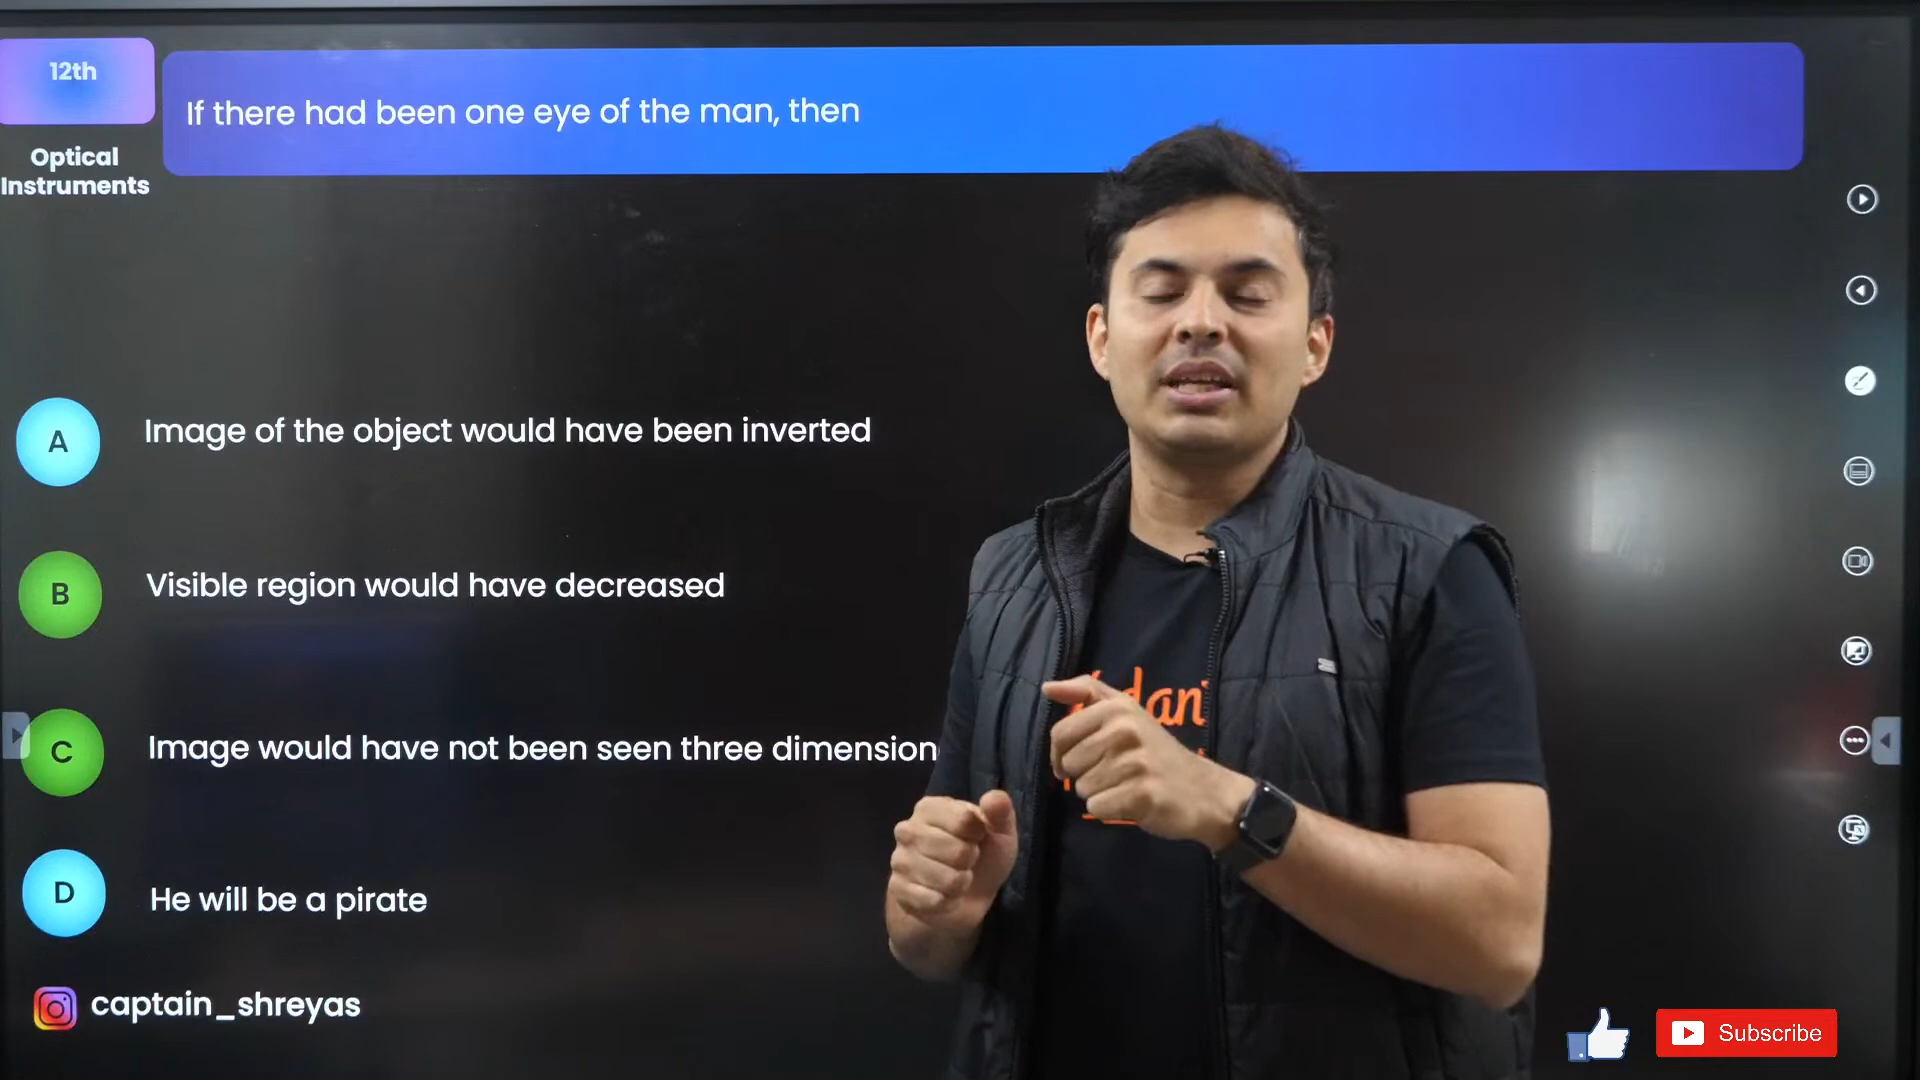 12th
If there had been one eye of the man, then
Optical
Instruments
A
Image of the object would have been inverted
B
Visible region would have decreased
C
Image would have not been seen three dimension
D
He will be a pirate
captain_shreyas
Subscribe